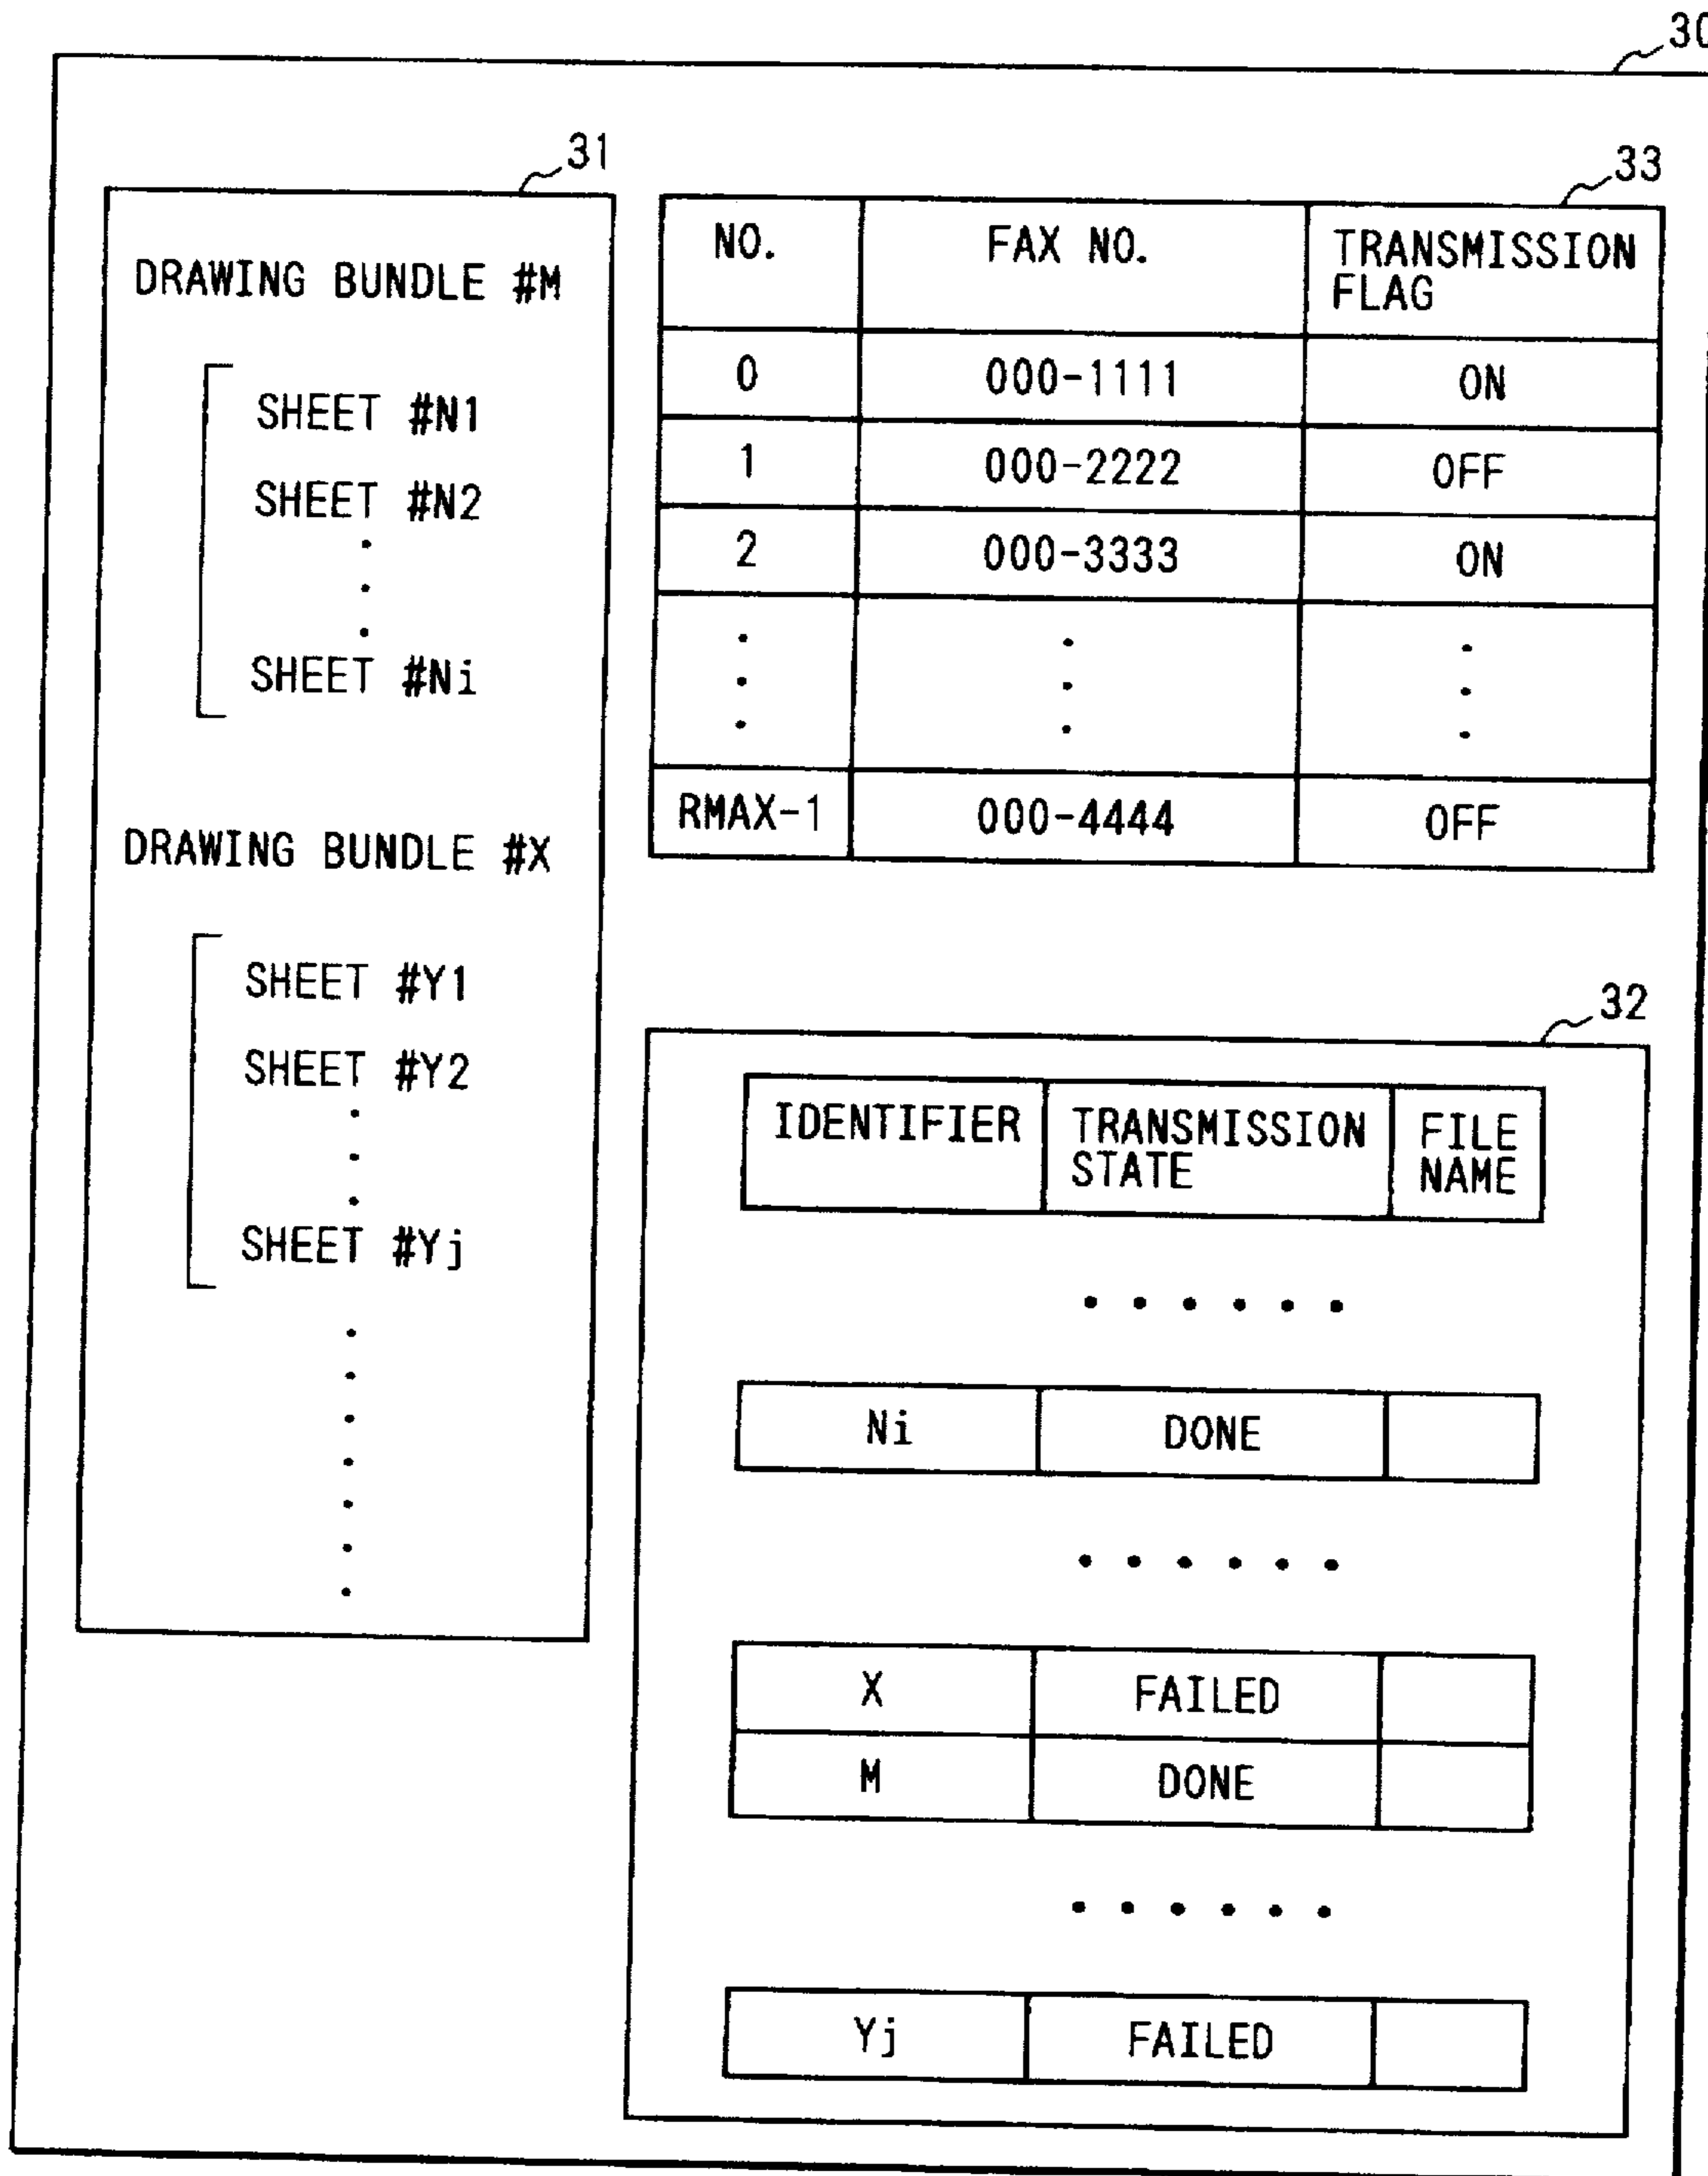 30
31
DRAWING BUNDLE #M
SHEET #N1
SHEET #N2
SHEET #Ni
DRAWING BUNDLE #X
SHEET #Y1
SHEET #Y2
SHEET #Yj
33
NO. FAX NO. TRANSMISSION
FLAG
0 000-1111 ON
1 000-2222 OFF
2 000-3333 ON
RMAX-1 000-4444 OFF
32
IDENTIFIER TRANSMISSION FILE
STATE NAME
Ni DONE
X FAILED
M DONE
Yj FAILED